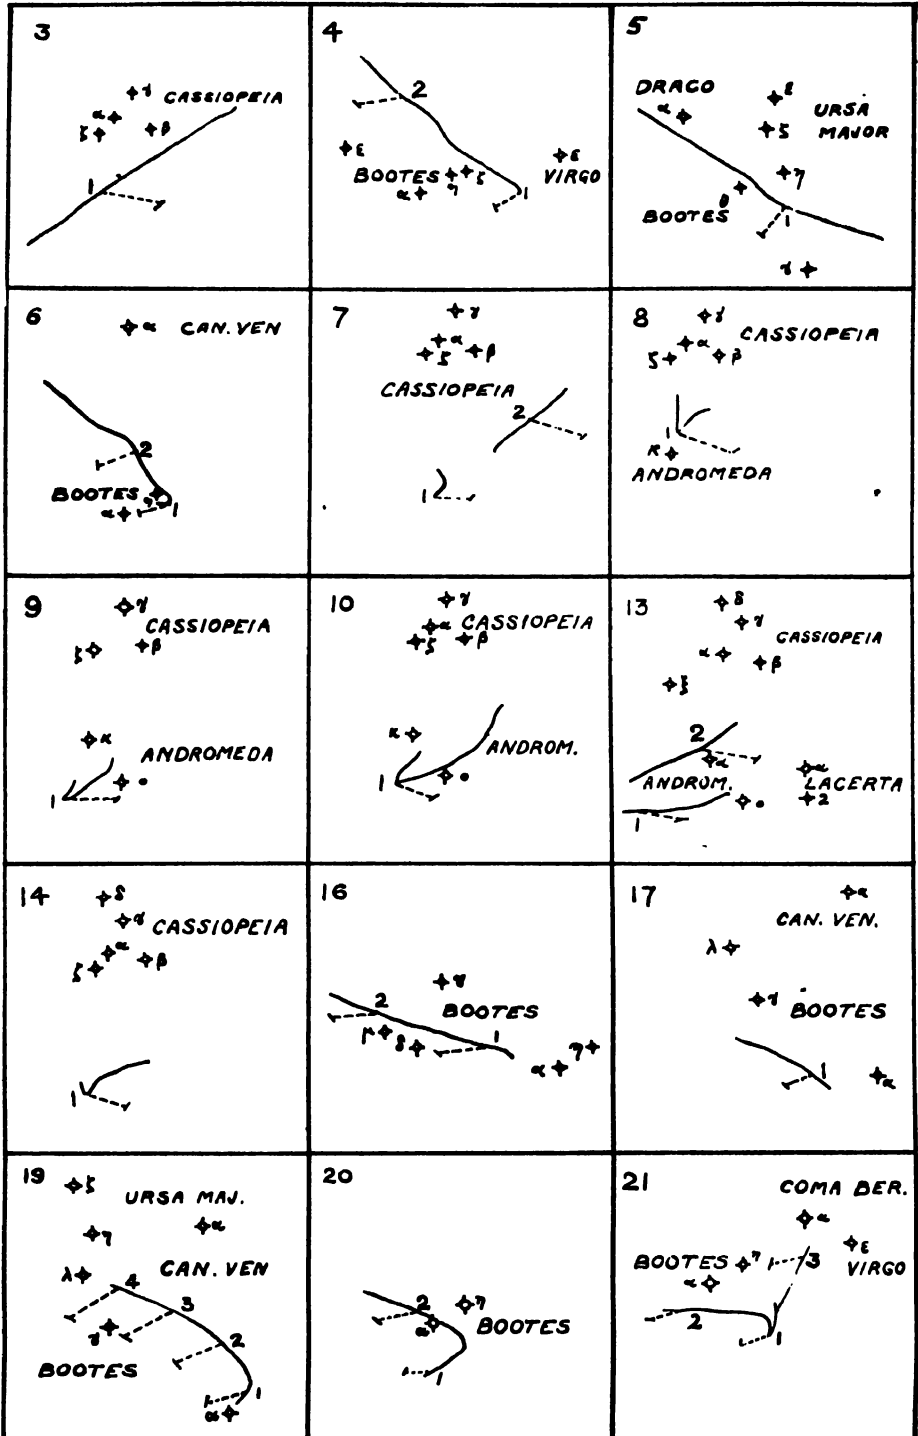 3
γ
CASSIOPEIA
α
ζ β
1
4
2
ε
ε
BOOTES η ζ VIRGO
α
1
5
DRACO ε
α URSA
ζ MAJOR
η
θ
BOOTES
1
γ
6
α CAN. VEN
2
BOOTES η
α 1
7
γ
α
ζ β
CASSIOPEIA
2
1
8
γ
CASSIOPEIA
α
ζ β
1
κ
ANDROMEDA
9
γ
CASSIOPEIA
ξ β
κ
ANDROMEDA
ο
1
10
γ
α CASSIOPEIA
ξ β
κ
ANDROM.
1 ο
13
δ
γ
CASSIOPEIA
α
β
ξ
2
α α
ANDROM. LACERTA
ο 2
1
14
δ
γ
CASSIOPEIA
α
ζ β
1
16
γ
2
BOOTES
μ 1
δ η
α
17
α
CAN. VEN.
λ
γ BOOTES
1
α
19
ζ
URSA MAJ.
α
η
CAN. VEN
λ 4
3
γ
2
BOOTES
1
α
20
η
2
α BOOTES
1
21
COMA BER.
α
ε
BOOTES η 3 VIRGO
α
2
1